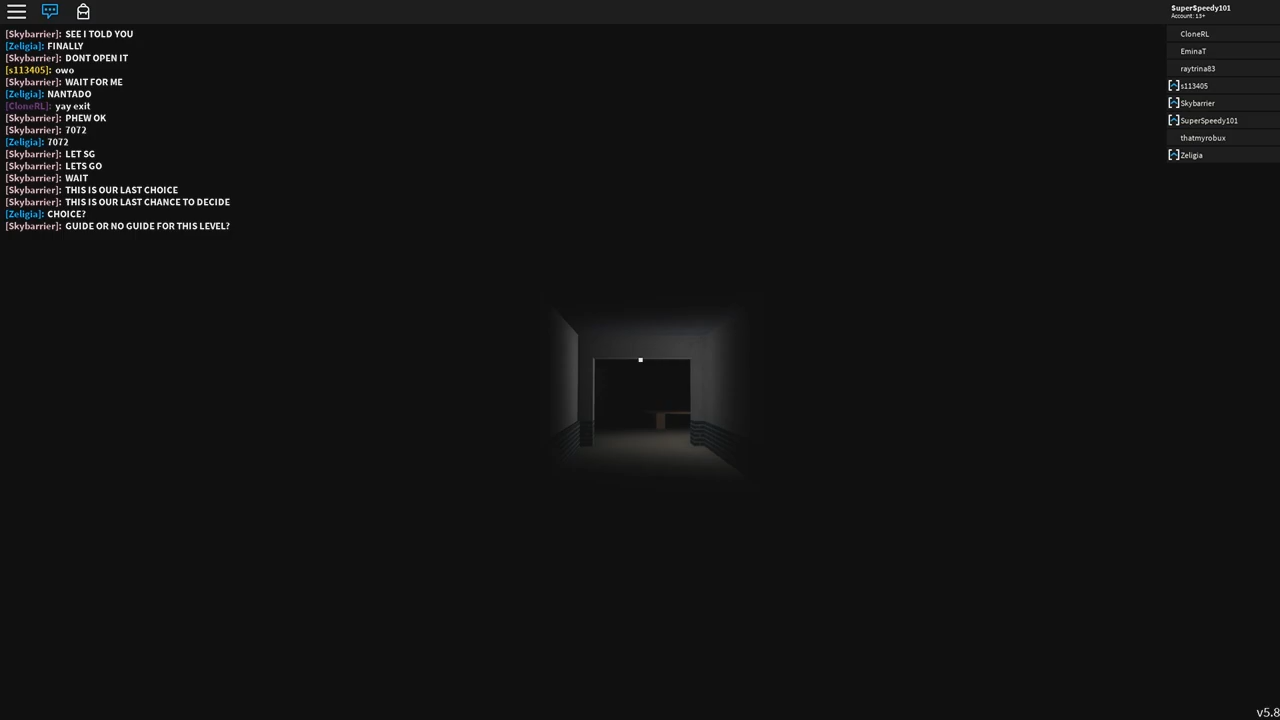 SuperSpeedy101
Account: 13+
[Skybarrier]: SEE I TOLD YOU
[Zeligia]: FINALLY
[Skybarrier]: DONT OPEN IT
[s113405]: owo
[Skybarrier]: WAIT FOR ME
[Zeligia]: NANTADO
[CloneRL]: yay exit
[Skybarrier]: PHEW OK
[Skybarrier]: 7072
[Zeligia]: 7072
[Skybarrier]: LET SG
[Skybarrier]: LETS GO
[Skybarrier]: WAIT
[Skybarrier]: THIS IS OUR LAST CHOICE
[Skybarrier]: THIS IS OUR LAST CHANCE TO DECIDE
[Zeligia]: CHOICE?
[Skybarrier]: GUIDE OR NO GUIDE FOR THIS LEVEL?
CloneRL
EminaT
raytrina83
s113405
Skybarrier
SuperSpeedy101
thatmyrobux
Zeligia
v5.8